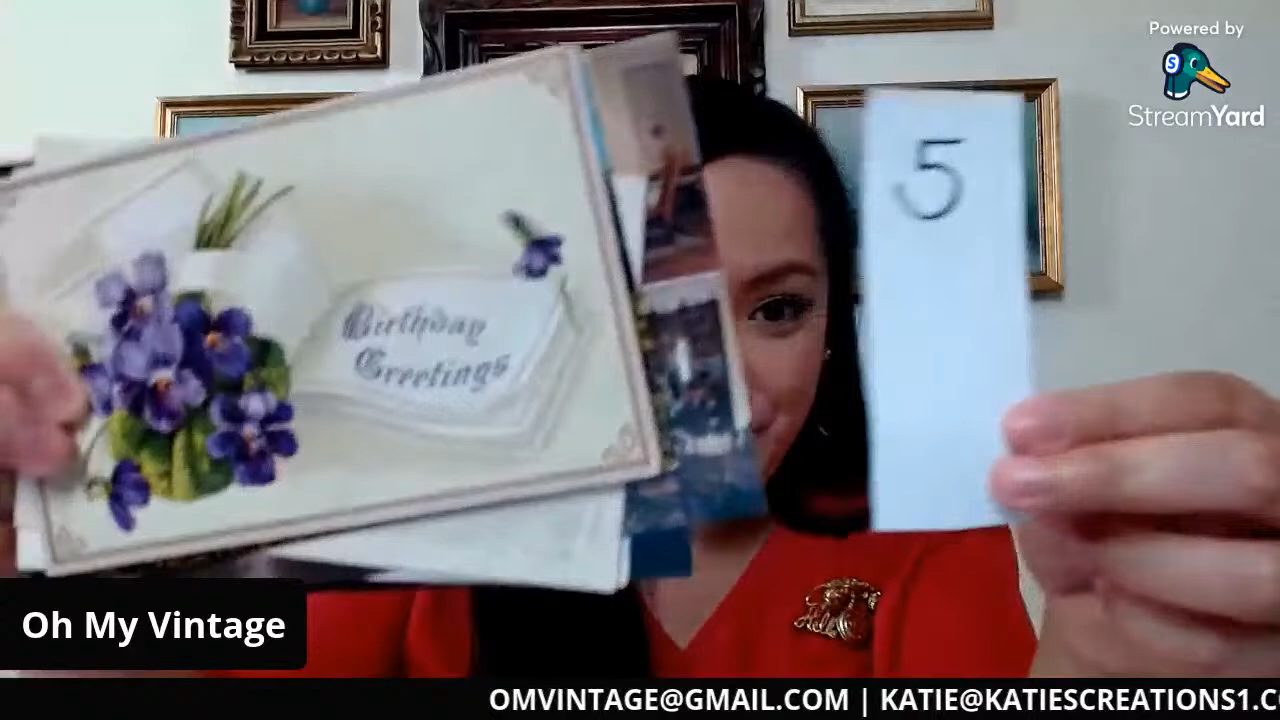 Powered by
S
StreamYard
5
Birthday
Greetings
Oh My Vintage
OMVINTAGE@GMAIL.COM | KATIE@KATIESCREATIONS1.C